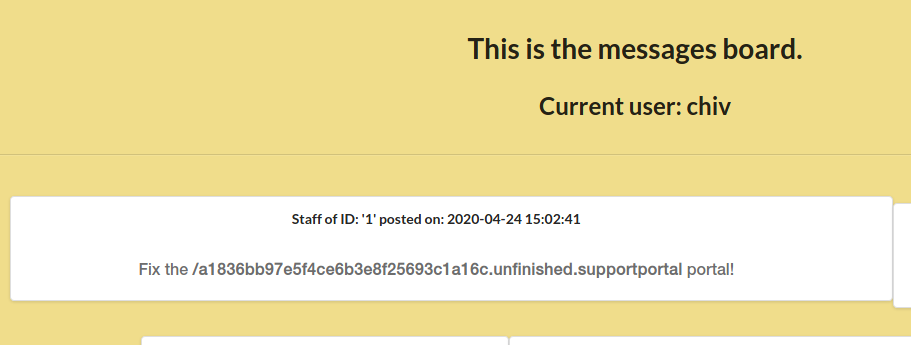 This is the messages board.
Current user: chiv
Staff of ID: '1' posted on: 2020-04-24 15:02:41
Fix the /a1836bb97e5f4ce6b3e8f25693c1a16c.unfinished.supportportal portal!